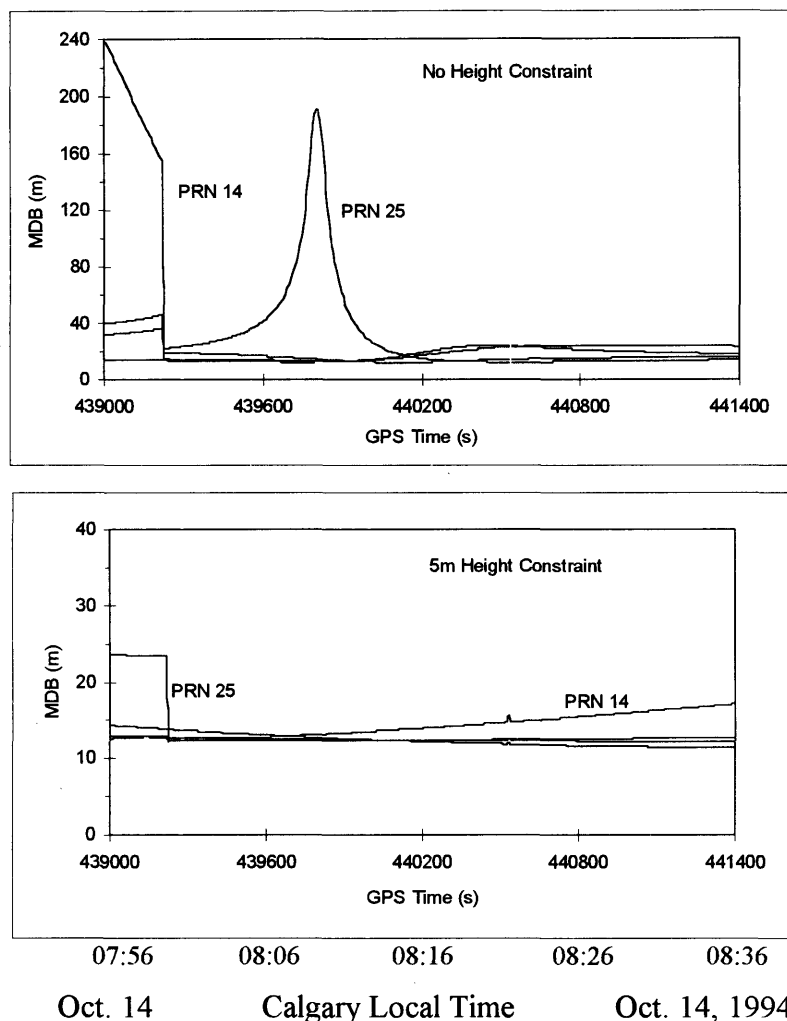 240
No Height Constraint
200
160
PRN 14
PRN 25
120
MDB (m)
80
40
0
439000 439600 440200 440800 441400
GPS Time (s)
40
5m Height Constraint
30
MDB (m)
PRN 25
PRN 14
20
10
0
439000 439600 440200 440800 441400
GPS Time (s)
07:56 08:06 08:16 08:26 08:36
Oct. 14 Calgary Local Time Oct. 14, 1994